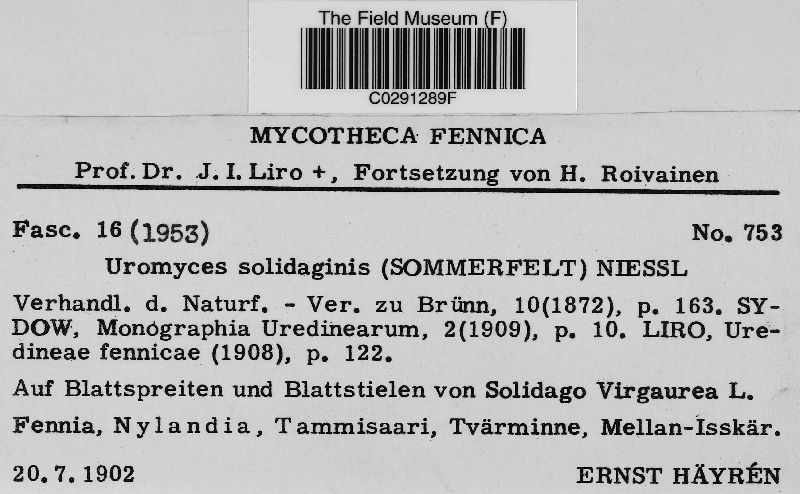 The Field Museum (F)
C0291289F
MYCOTHECA FENNICA
Prof. Dr. J. I. Liro +, Fortsetzung von H. Roivainen
Fasc. 16 (1953) No. 753
Uromyces solidaginis (SOMMERFELT) NIESSL
Verhandl. d. Naturf. - Ver. zu Brünn, 10(1872), p. 163. SY-
DOW, Monographia Uredinearum, 2(1909), p. 10. LIRO, Ure-
dineae fennicae (1908), p. 122.
Auf Blattspreiten und Blattstielen von Solidago Virgaurea L.
Fennia, Nylandia, Tammisaari, Tvärminne, Mellan-Isskär.
20. 7. 1902 ERNST HÄYRÉN